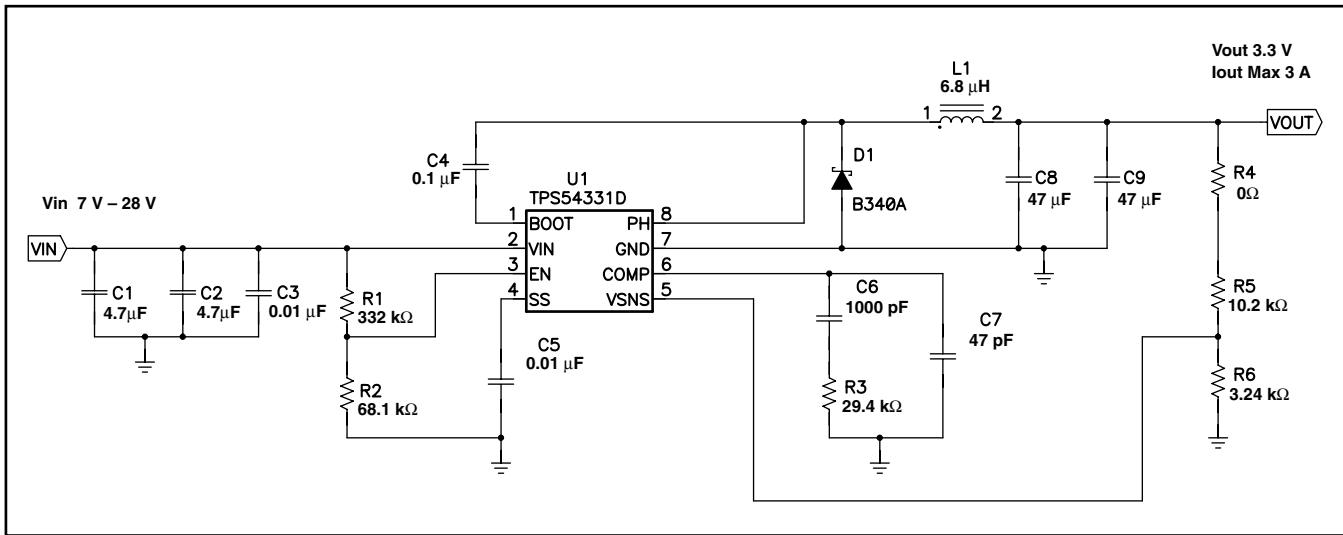 Vout 3.3 V
Iout Max 3 A
L1
6.8 μH
1 2
VOUT
C4
0.1 μF
D1
B340A
C8
47 μF
C9
47 μF
R4
0Ω
U1
TPS54331D
Vin 7 V – 28 V
VIN
1 BOOT PH 8
2 VIN GND 7
3 EN COMP 6
4 SS VSNS 5
C1
4.7μF
C2
4.7μF
C3
0.01 μF
R1
332 kΩ
C5
0.01 μF
C6
1000 pF
C7
47 pF
R5
10.2 kΩ
R2
68.1 kΩ
R3
29.4 kΩ
R6
3.24 kΩ